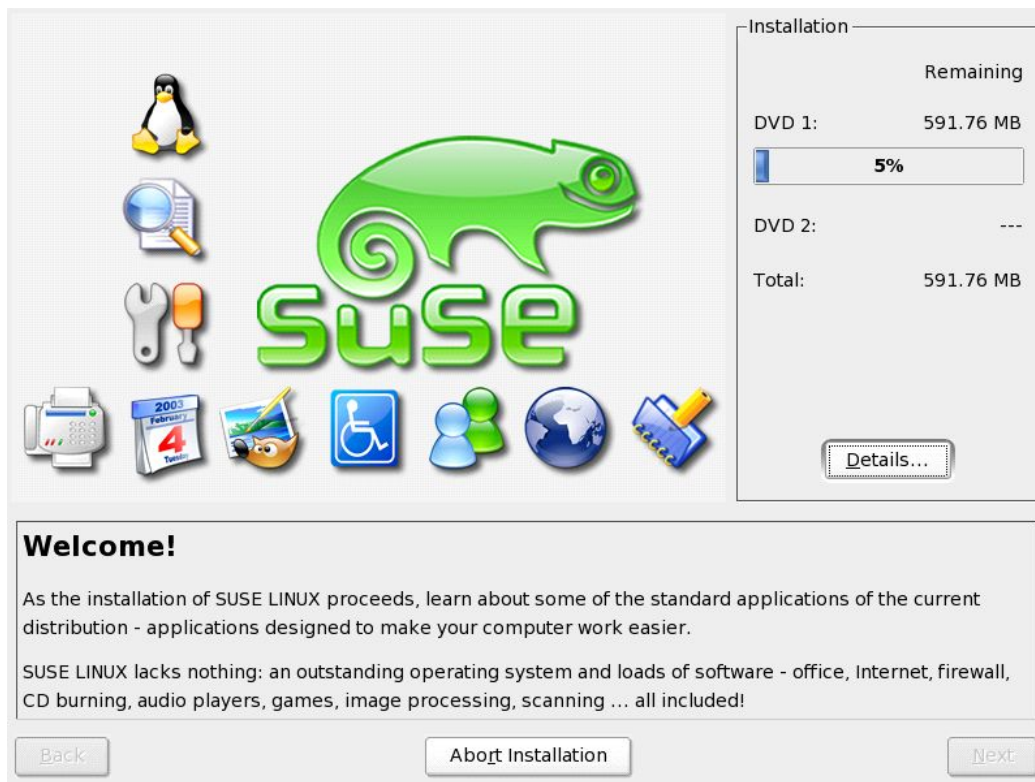 Installation
Remaining
DVD 1: 591.76 MB
5%
DVD 2: ---
Total: 591.76 MB
SuSE
2003
February
4
Tuesday
Details...
Welcome!
As the installation of SUSE LINUX proceeds, learn about some of the standard applications of the current
distribution - applications designed to make your computer work easier.
SUSE LINUX lacks nothing: an outstanding operating system and loads of software - office, Internet, firewall,
CD burning, audio players, games, image processing, scanning ... all included!
Back
Abort Installation
Next